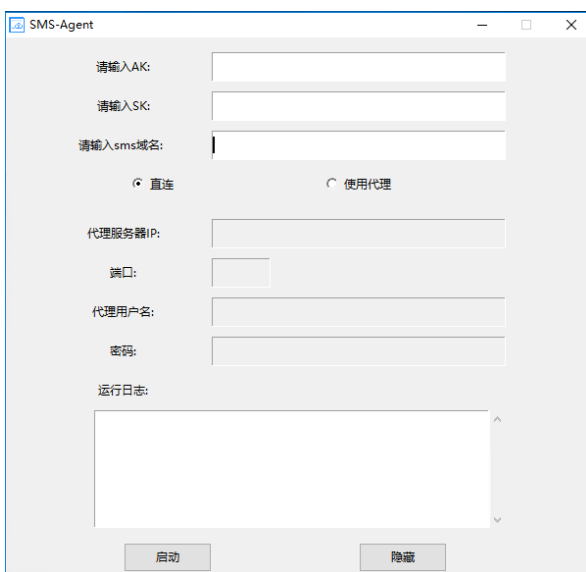 SMS-Agent
请输入AK:
请输入SK:
请输入sms域名:
直连 使用代理
代理服务器IP:
端口:
代理用户名:
密码:
运行日志:
启动 隐藏